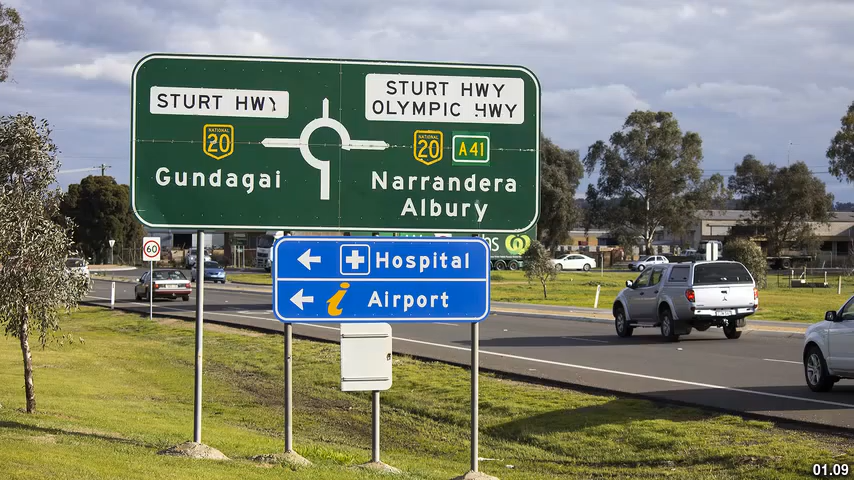 STURT HWY
NATIONAL
20
Gundagai
STURT HWY
OLYMPIC HWY
NATIONAL
20
A41
Narrandera
Albury
60
Hospital
i Airport
01.09